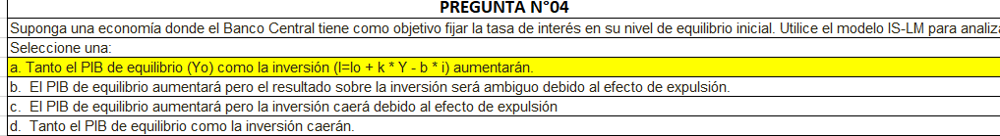 PREGUNTA N°04
Suponga una economía donde el Banco Central tiene como objetivo fijar la tasa de interés en su nivel de equilibrio inicial. Utilice el modelo IS-LM para
Seleccione una:
a. Tanto el PIB de equilibrio (Yo) como la inversión (I=Io + k * Y - b * i) aumentarán.
b. El PIB de equilibrio aumentará pero el resultado sobre la inversión será ambiguo debido al efecto de expulsión.
c. El PIB de equilibrio aumentará pero la inversión caerá debido al efecto de expulsión
d. Tanto el PIB de equilibrio como la inversión caerán.